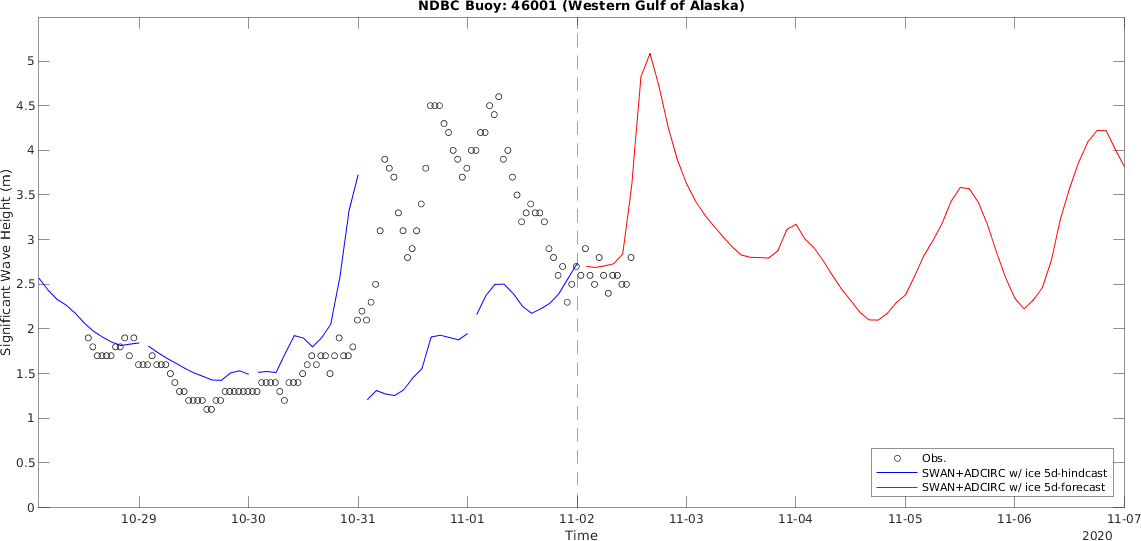 NDBC Buoy: 46001 (Western Gulf of Alaska)
Significant Wave Height (m)
5
4.5
4
3.5
3
2.5
2
1.5
1
0.5
0
Obs.
SWAN+ADCIRC w/ ice 5d-hindcast
SWAN+ADCIRC w/ ice 5d-forecast
10-29 10-30 10-31 11-01 11-02 11-03 11-04 11-05 11-06 11-07
Time
2020